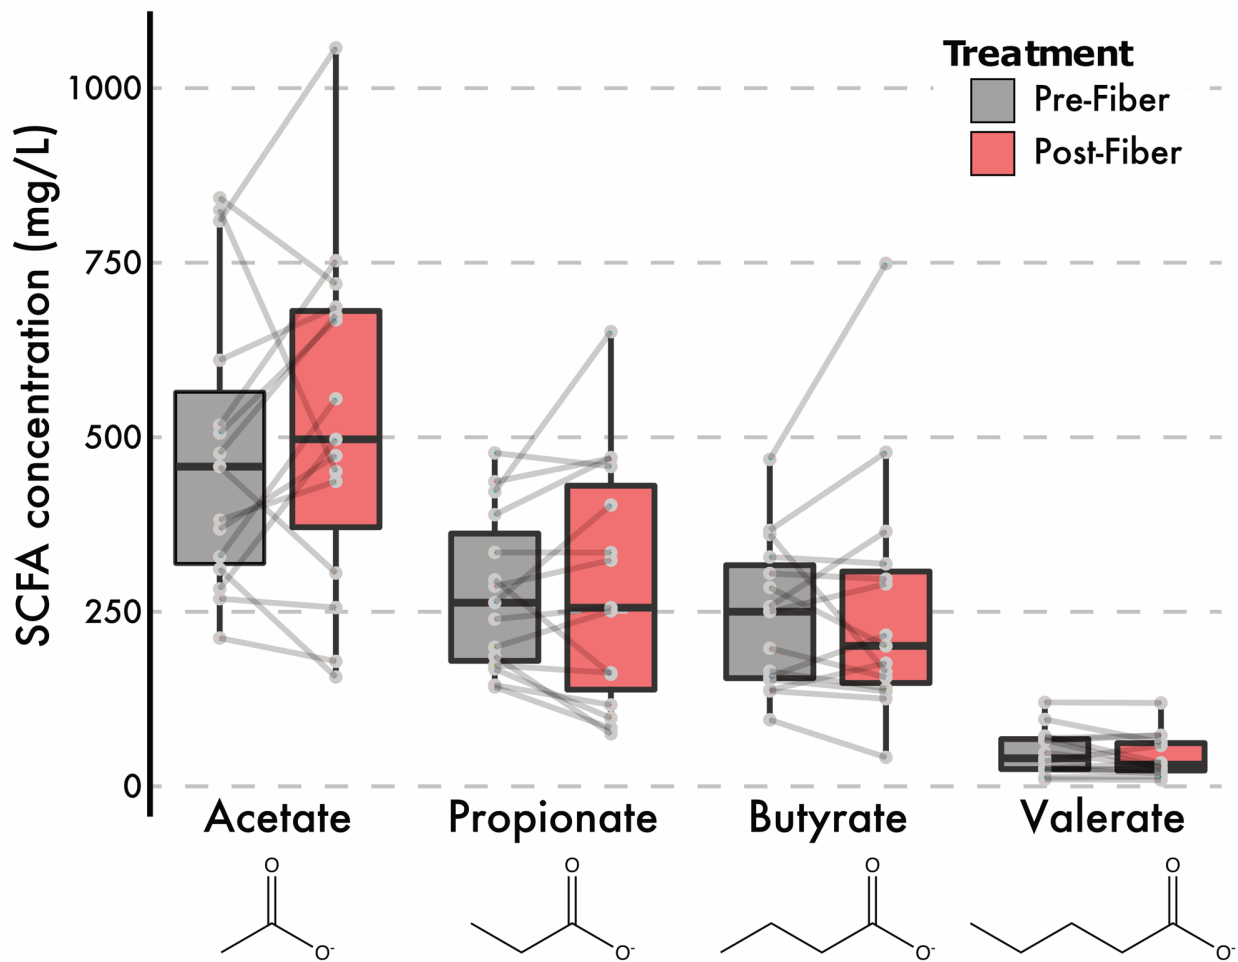 Treatment
Pre-Fiber
Post-Fiber
SCFA concentration (mg/L)
1000
750
500
250
0
Acetate Propionate Butyrate Valerate
O O O O
O- O- O- O-